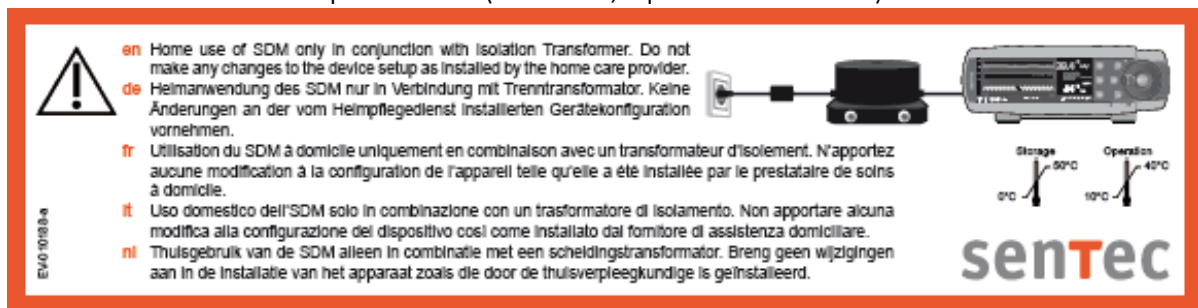 en Home use of SDM only in conjunction with Isolation Transformer. Do not
make any changes to the device setup as installed by the home care provider.
de Heimanwendung des SDM nur in Verbindung mit Trenntransformator. Keine
Änderungen an der vom Heimpflegedienst installierten Gerätekonfiguration
vornehmen.
fr Utilisation du SDM à domicile uniquement en combinaison avec un transformateur d'isolement. N'apportez
aucune modification à la configuration de l'appareil telle qu'elle a été installée par le prestataire de soins
à domicile.
it Uso domestico dell'SDM solo in combinazione con un trasformatore di isolamento. Non apportare alcuna
modifica alla configurazione del dispositivo così come installato dal fornitore di assistenza domiciliare.
nl Thuisgebruik van de SDM alleen in combinatie met een scheidingstransformator. Breng geen wijzigingen
aan in de installatie van het apparaat zoals die door de thuisverpleegkundige is geïnstalleerd.
Storage
50°C
0°C
Operation
40°C
10°C
sentec